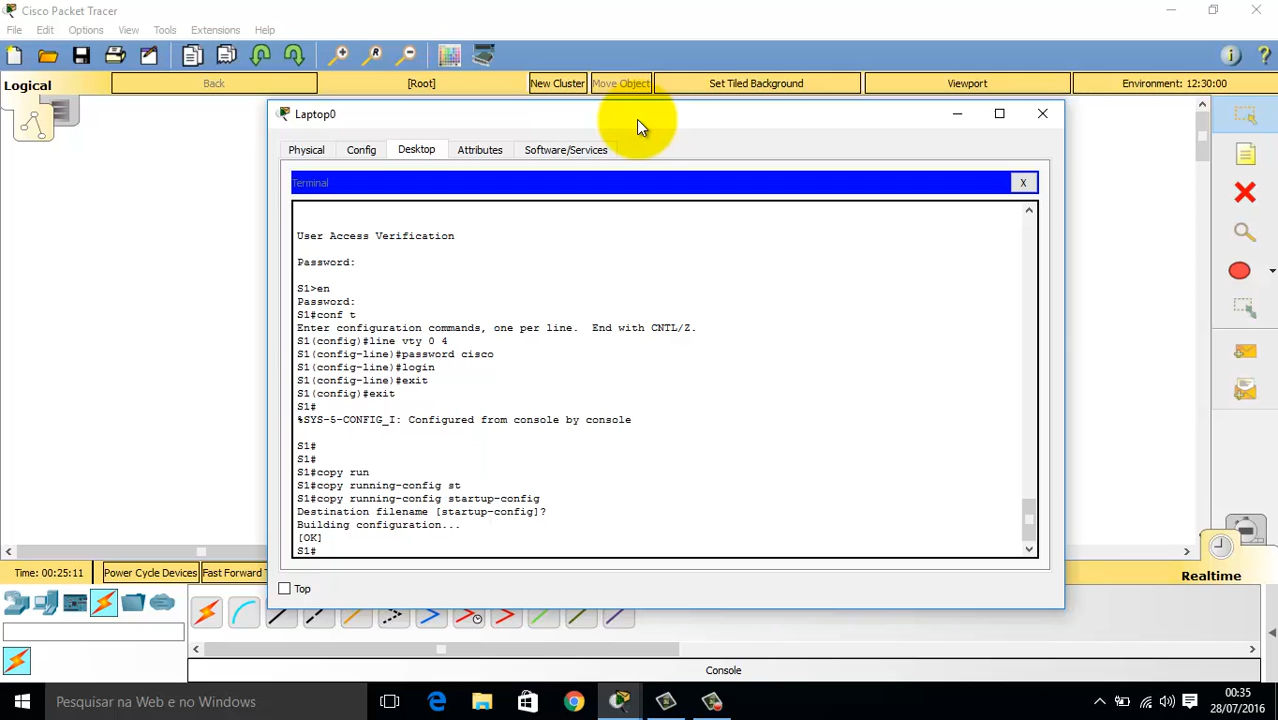 Cisco Packet Tracer
File Edit Options View Tools Extensions Help
Logical Back [Root] New Cluster Move Object Set Tiled Background Viewport Environment: 12:30:00
Laptop0
Physical Config Desktop Attributes Software/Services
Terminal X
User Access Verification
Password:
S1>en
Password:
S1#conf t
Enter configuration commands, one per line.  End with CNTL/Z.
S1(config)#line vty 0 4
S1(config-line)#password cisco
S1(config-line)#login
S1(config-line)#exit
S1(config)#exit
S1#
%SYS-5-CONFIG_I: Configured from console by console
S1#
S1#
S1#copy run
S1#copy running-config st
S1#copy running-config startup-config
Destination filename [startup-config]?
Building configuration...
[OK]
S1#
Top
Time: 00:25:11 Power Cycle Devices Fast Forward Realtime
Console
Pesquisar na Web e no Windows
00:35
28/07/2016